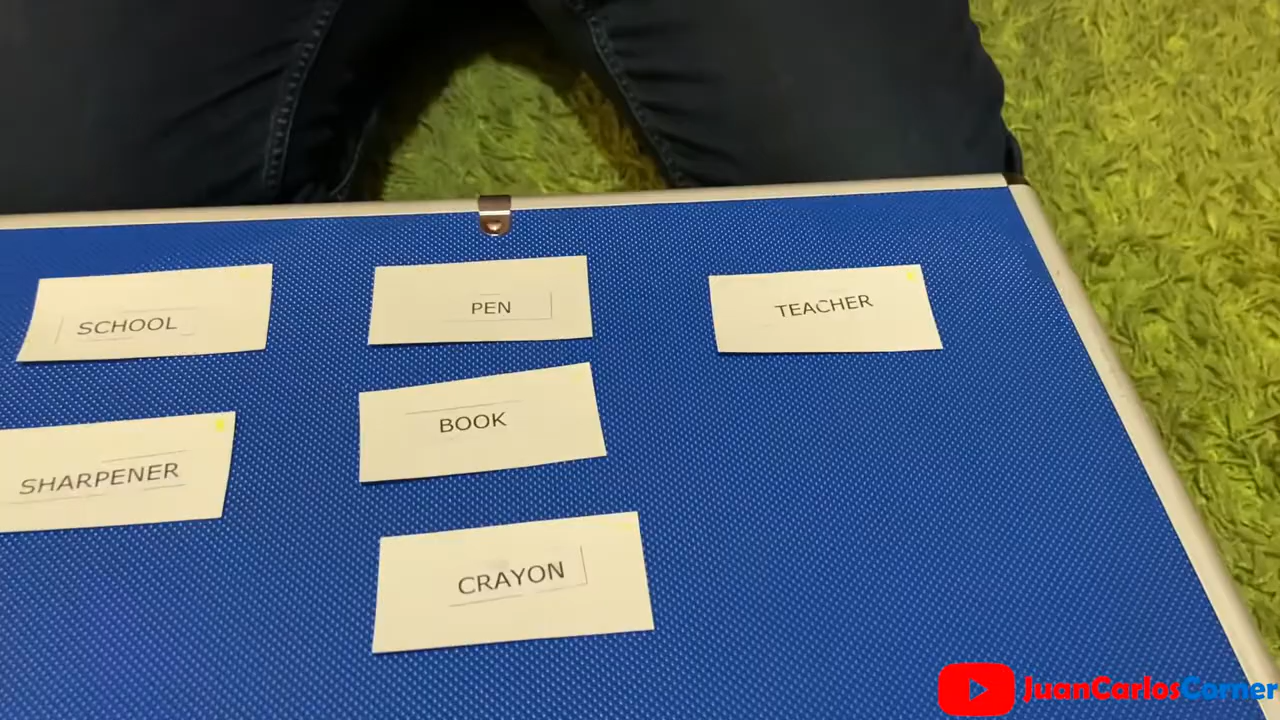 SCHOOL
PEN
TEACHER
SHARPENER
BOOK
CRAYON
JuanCarlosCorner